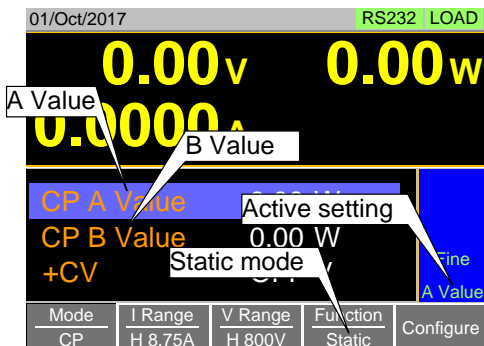 01/Oct/2017 RS232 LOAD
0.00 V 0.00 W
A Value
0.0000
B Value
CP A Value W
Active setting
CP B Value 0.00 W
Static mode
+CV
Fine
A Value
Mode I Range V Range Function Configure
CP H 8.75A H 800V Static